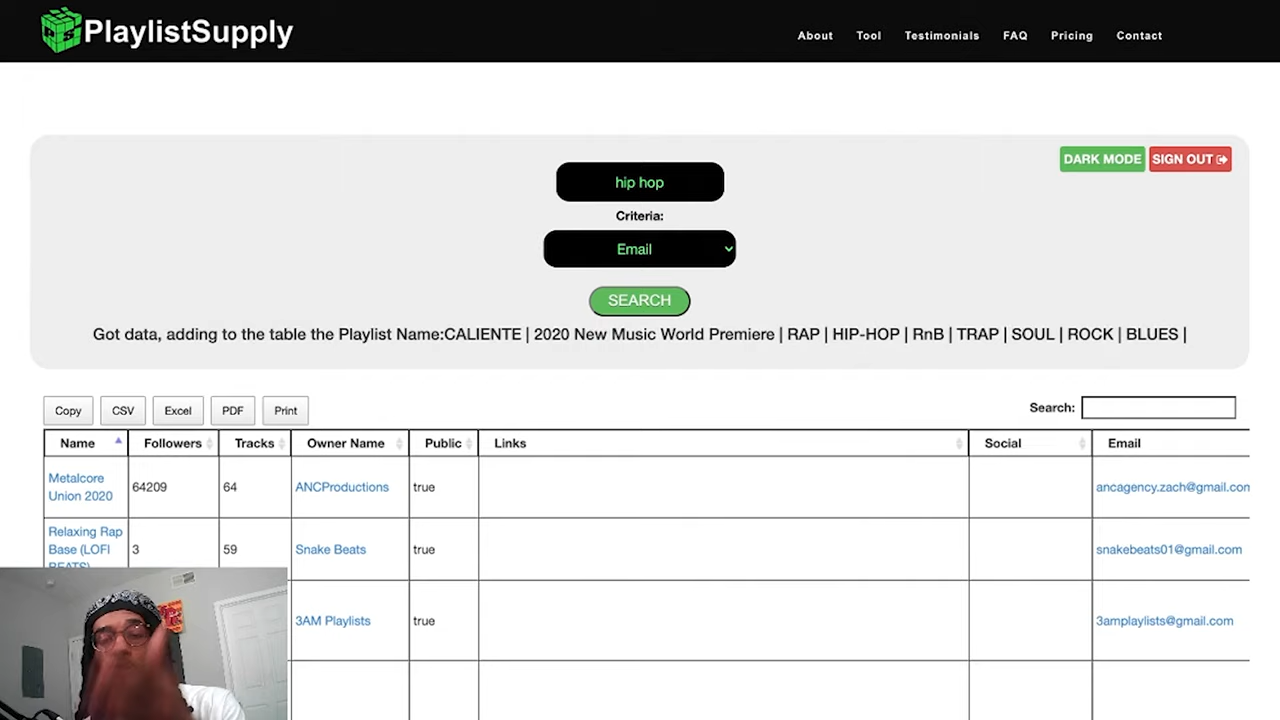 PlaylistSupply
About Tool Testimonials FAQ Pricing Contact
DARK MODE SIGN OUT
hip hop
Criteria:
Email
SEARCH
Got data, adding to the table the Playlist Name:CALIENTE | 2020 New Music World Premiere | RAP | HIP-HOP | RnB | TRAP | SOUL | ROCK | BLUES |
Copy CSV Excel PDF Print Search:
Name Followers Tracks Owner Name Public Links Social Email
Metalcore
Union 2020 64209 64 ANCProductions true ancagency.zach@gmail.com
Relaxing Rap
Base (LOFI 3 59 Snake Beats true snakebeats01@gmail.com
BEATS)
3AM Playlists true 3amplaylists@gmail.com